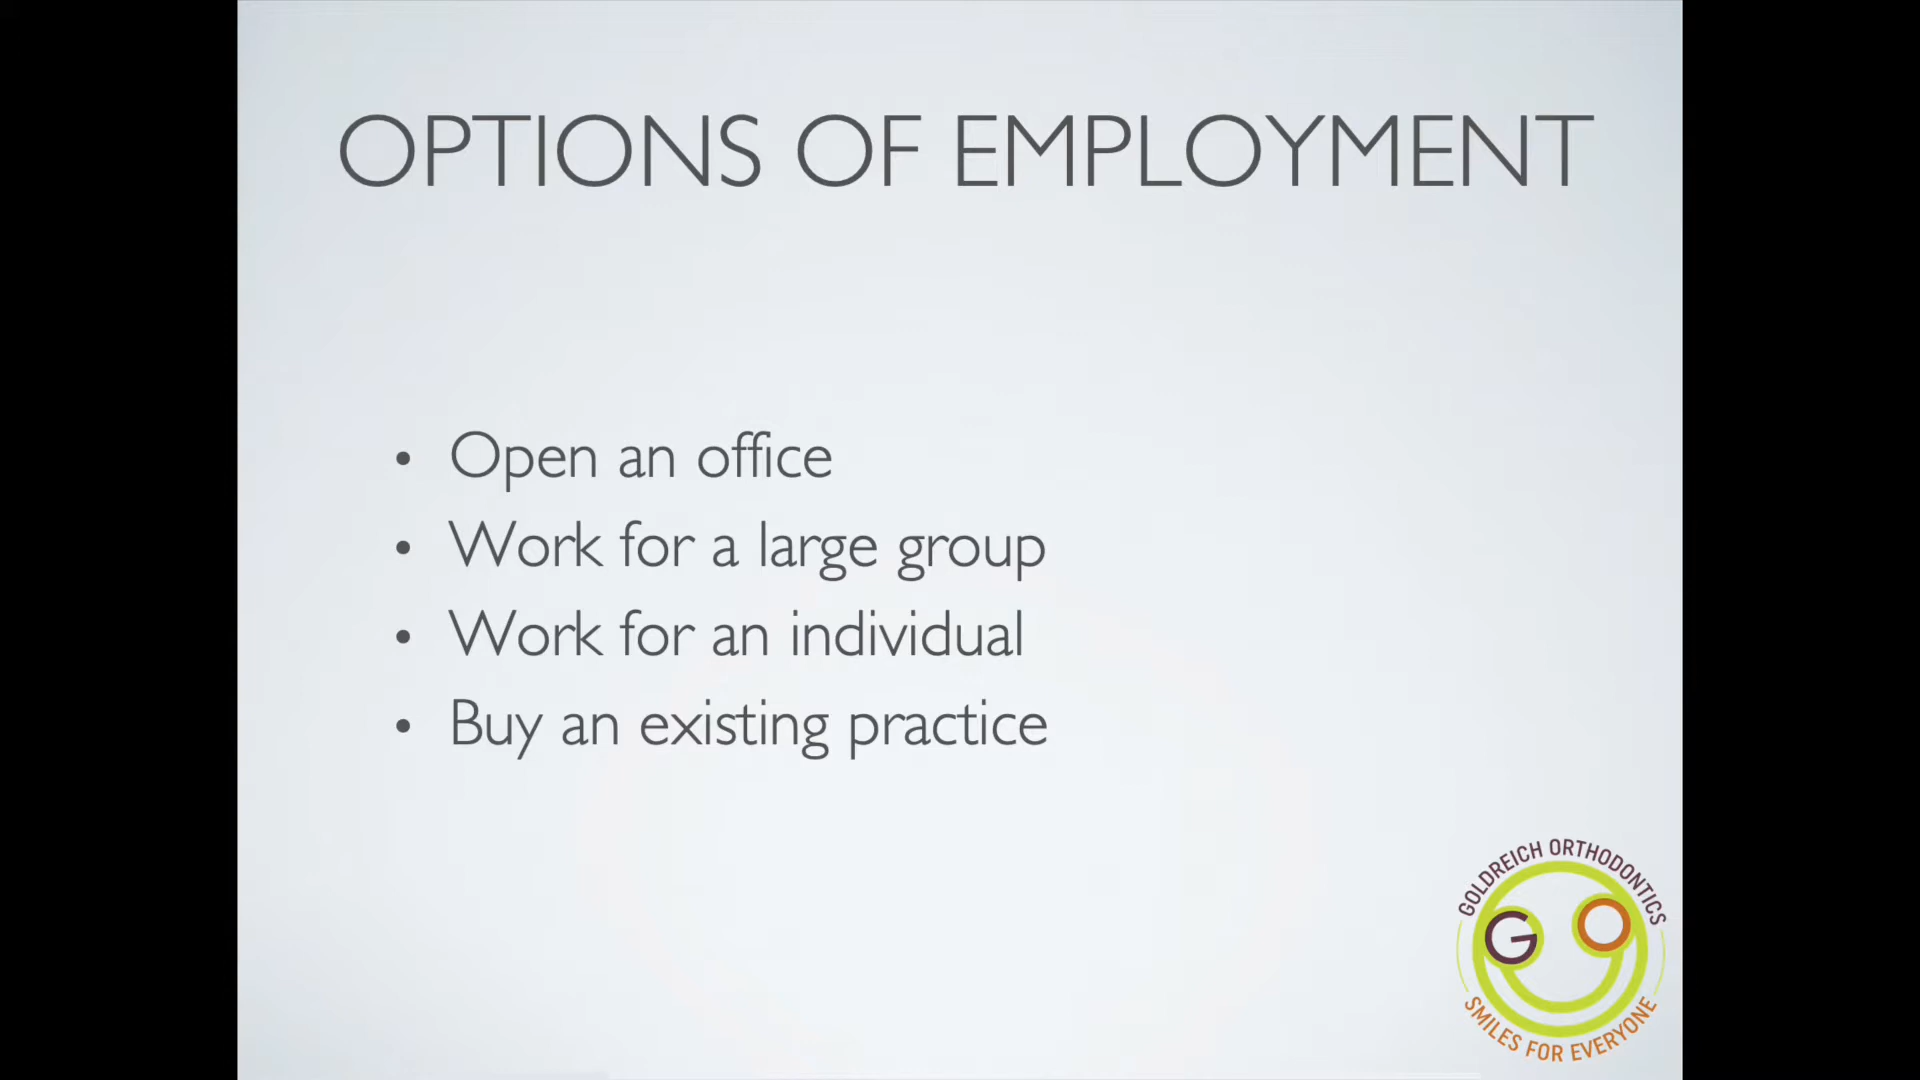 OPTIONS OF EMPLOYMENT
• Open an office
• Work for a large group
• Work for an individual
• Buy an existing practice
GOLDREICH ORTHODONTICS
G O
SMILES FOR EVERYONE